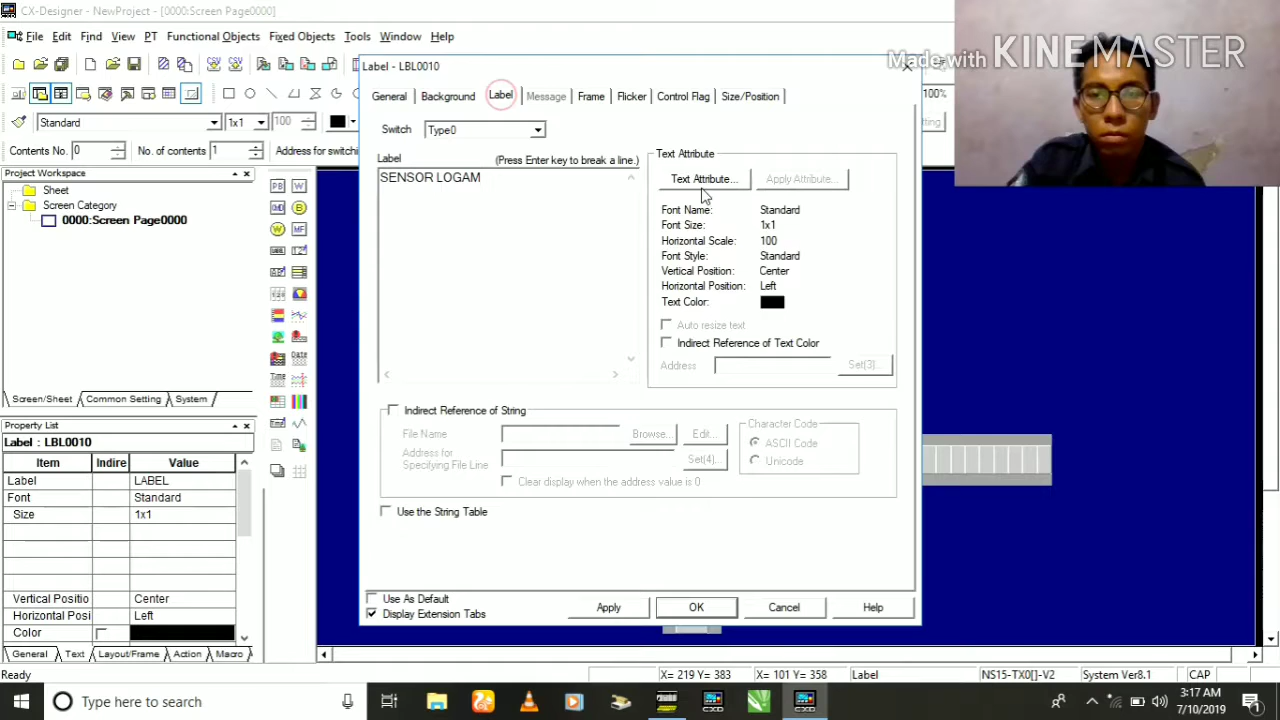 CX-Designer - NewProject - [0000:Screen Page0000]
File Edit Find View PT Functional Objects Fixed Objects Tools Window Help
Made with KINEMASTER
Standard 1x1 100
100%
Contents No. 0 No. of contents 1 Address for switchin
Project Workspace
Sheet
Screen Category
0000:Screen Page0000
Screen/Sheet Common Setting System
Property List
Label : LBL0010
Item Indire Value
Label LABEL
Font Standard
Size 1x1
Vertical Positio Center
Horizontal Posi Left
Color
General Text Layout/Frame Action Macro
Label - LBL0010
General Background Label Message Frame Flicker Control Flag Size/Position
Switch Type0
Label (Press Enter key to break a line.)
SENSOR LOGAM
Text Attribute
Text Attribute... Apply Attribute...
Font Name: Standard
Font Size: 1x1
Horizontal Scale: 100
Font Style: Standard
Vertical Position: Center
Horizontal Position: Left
Text Color:
Auto resize text
Indirect Reference of Text Color
Address Set(3)...
Indirect Reference of String
File Name Browse... Edit...
Address for
Specifying File Line Set(4)...
Character Code
ASCII Code
Unicode
Clear display when the address value is 0
Use the String Table
Use As Default
Display Extension Tabs
Apply OK Cancel Help
Ready X= 219 Y= 383 X= 101 Y= 358 Label NS15-TX0[]-V2 System Ver8.1 CAP
Type here to search
3:17 AM
7/10/2019